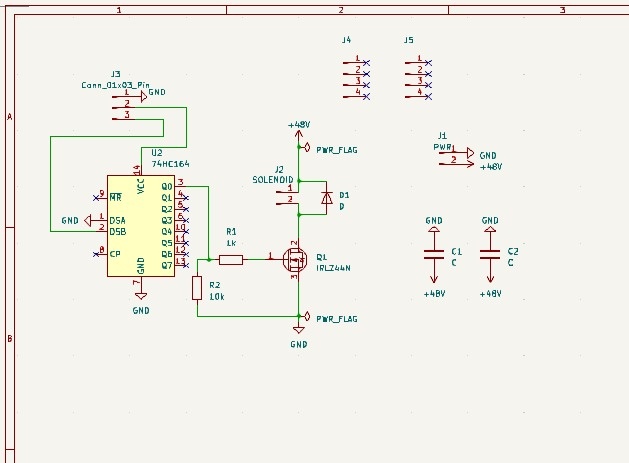 1 2 3
J4 J5
J3
Conn_01x03_Pin
1 GND
2
3
1 1
2 2
3 3
4 4
A
+48V
PWR_FLAG
J1
PWR
1 GND
2 +48V
U2
74HC164
14
VCC
J2
SOLENOID
1
2
D1
D
9 MR Q0 3
Q1 4
Q2 5
GND 1 DSA Q3 6
2 DSB Q4 10
Q5 11
8 CP Q6 12
Q7 13
GND
7
GND
R1
1k
R2
10k
2
1
3
Q1
IRLZ44N
GND GND
C1 C2
C C
+48V +48V
PWR_FLAG
GND
B